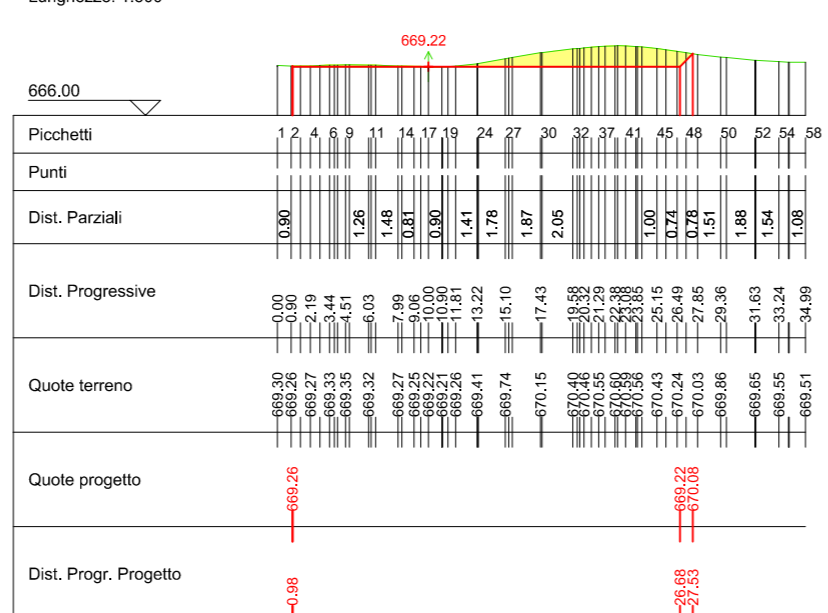 669.22
666.00
Picchetti 1 2 4 6 9 11 14 17 19 24 27 30 32 37 41 45 48 50 52 54 58
Punti
Dist. Parziali 0.90 1.26 1.48 0.81 0.90 1.41 1.78 1.87 2.05 1.00 0.74 0.78 1.51 1.88 1.54 1.08
Dist. Progressive 0.00 0.90 2.19 3.44 4.51 6.03 7.99 9.06 10.00 10.90 11.81 13.22 15.10 17.43 19.58 20.32 21.29 22.38 23.08 23.85 25.15 26.49 27.85 29.36 31.63 33.24 34.99
Quote terreno 669.30 669.26 669.27 669.33 669.35 669.32 669.27 669.25 669.22 669.21 669.26 669.41 669.74 670.15 670.40 670.46 670.55 670.60 670.59 670.56 670.43 670.24 670.03 669.86 669.65 669.55 669.51
Quote progetto 669.26 669.22 670.08
Dist. Progr. Progetto 0.98 26.68 27.53